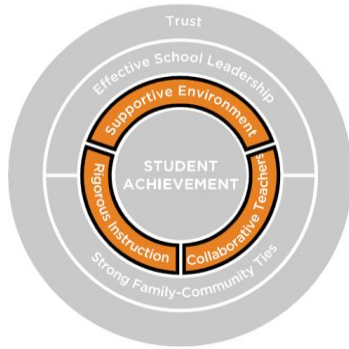 Trust
Effective School Leadership
Supportive Environment
STUDENT
ACHIEVEMENT
Rigorous Instruction
Collaborative Teachers
Strong Family-Community Ties